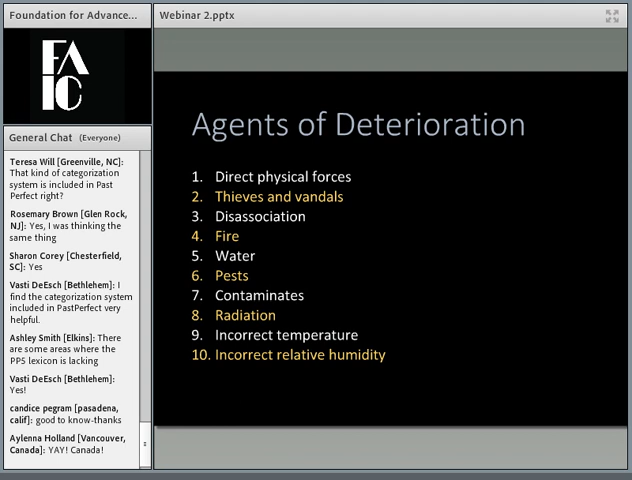 Foundation for Advance...
FAIC
General Chat (Everyone)
Teresa Will [Greenville, NC]:
That kind of categorization
system is included in Past
Perfect right?
Rosemary Brown [Glen Rock,
NJ]: Yes, I was thinking the
same thing
Sharon Corey [Chesterfield,
SC]: Yes
Vasti DeEsch [Bethlehem]: I
find the categorization system
included in PastPerfect very
helpful.
Ashley Smith [Elkins]: There
are some areas where the
PP5 lexicon is lacking
Vasti DeEsch [Bethlehem]:
Yes!
candice pegram [pasadena,
calif]: good to know-thanks
Aylenna Holland [Vancouver,
Canada]: YAY! Canada!
Webinar 2.pptx
Agents of Deterioration
1. Direct physical forces
2. Thieves and vandals
3. Disassociation
4. Fire
5. Water
6. Pests
7. Contaminates
8. Radiation
9. Incorrect temperature
10. Incorrect relative humidity